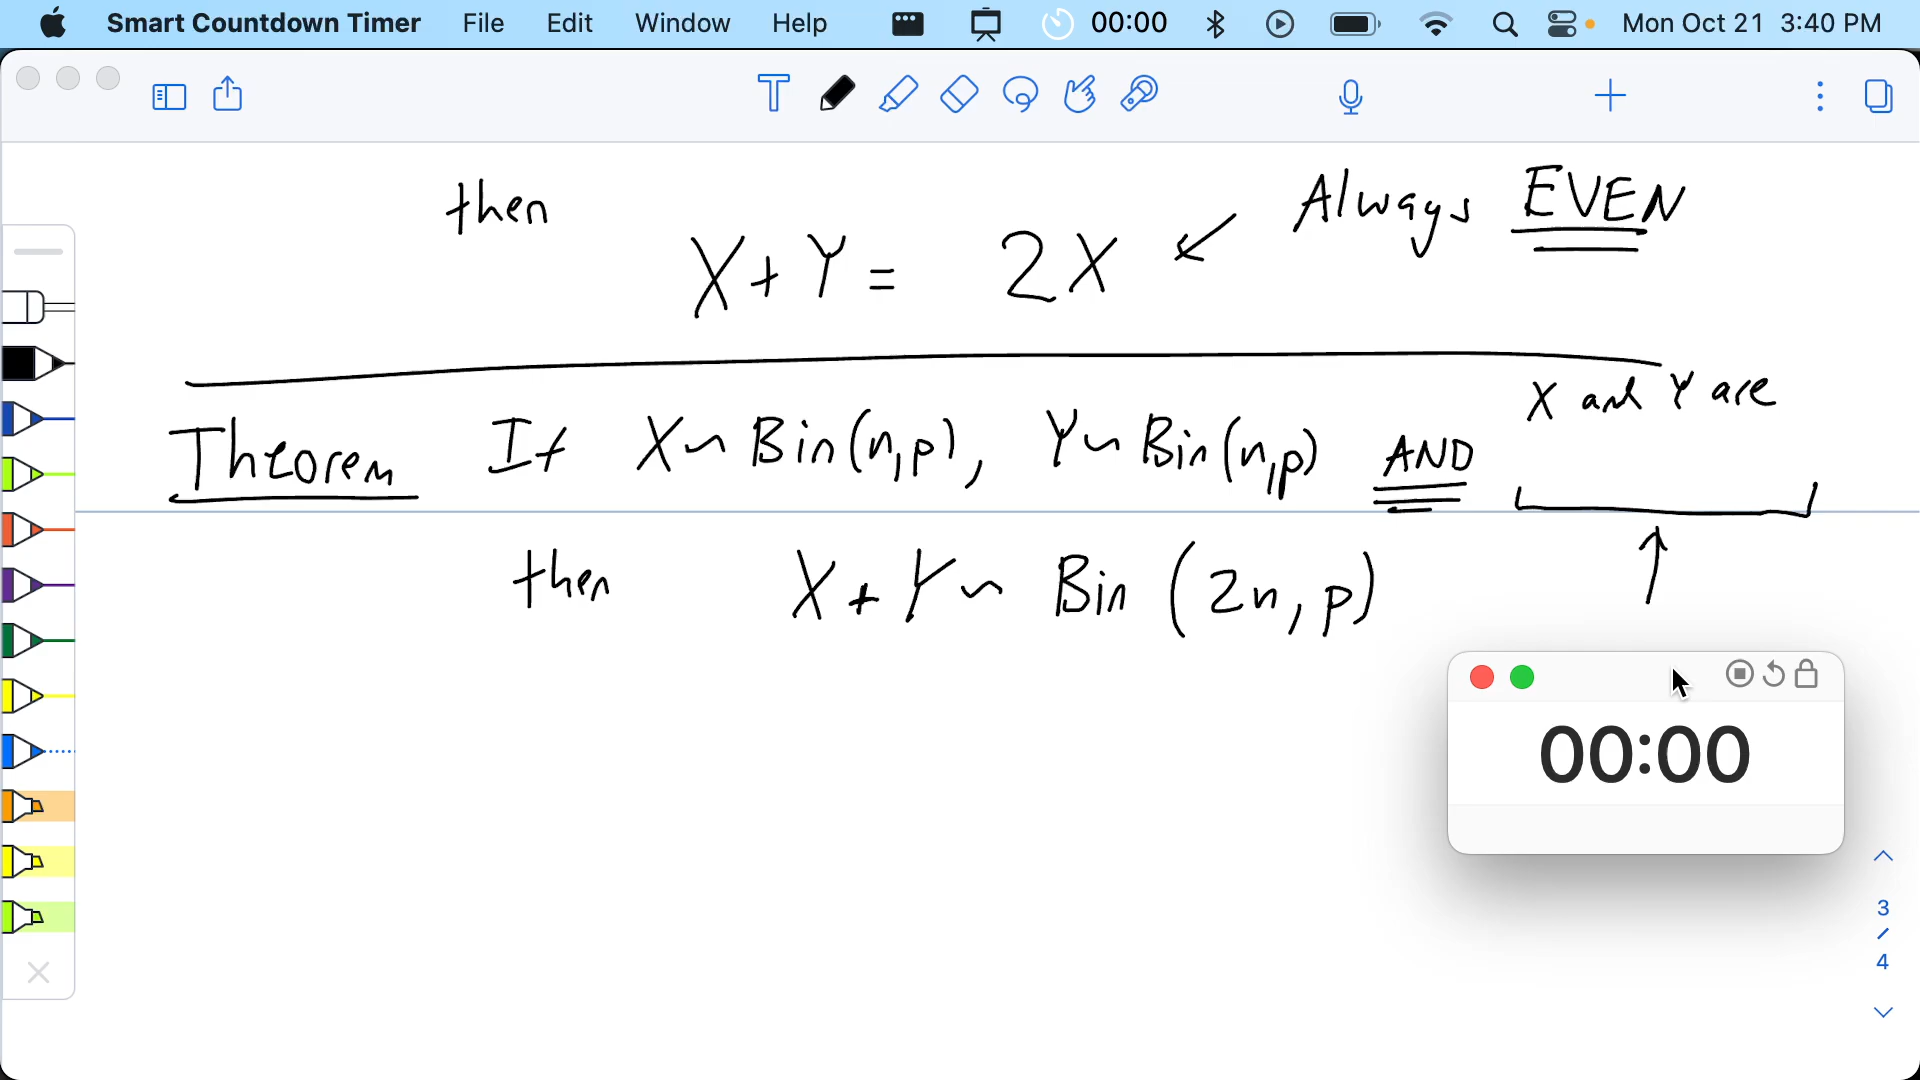 Smart Countdown Timer File Edit Window Help 00:00 Mon Oct 21 3:40 PM
then Always EVEN
X + Y = 2X
X and Y are
Theorem If X ~ Bin(n,p), Y ~ Bin(n,p) AND
then X + Y ~ Bin (2n, p)
00:00
3
/
4